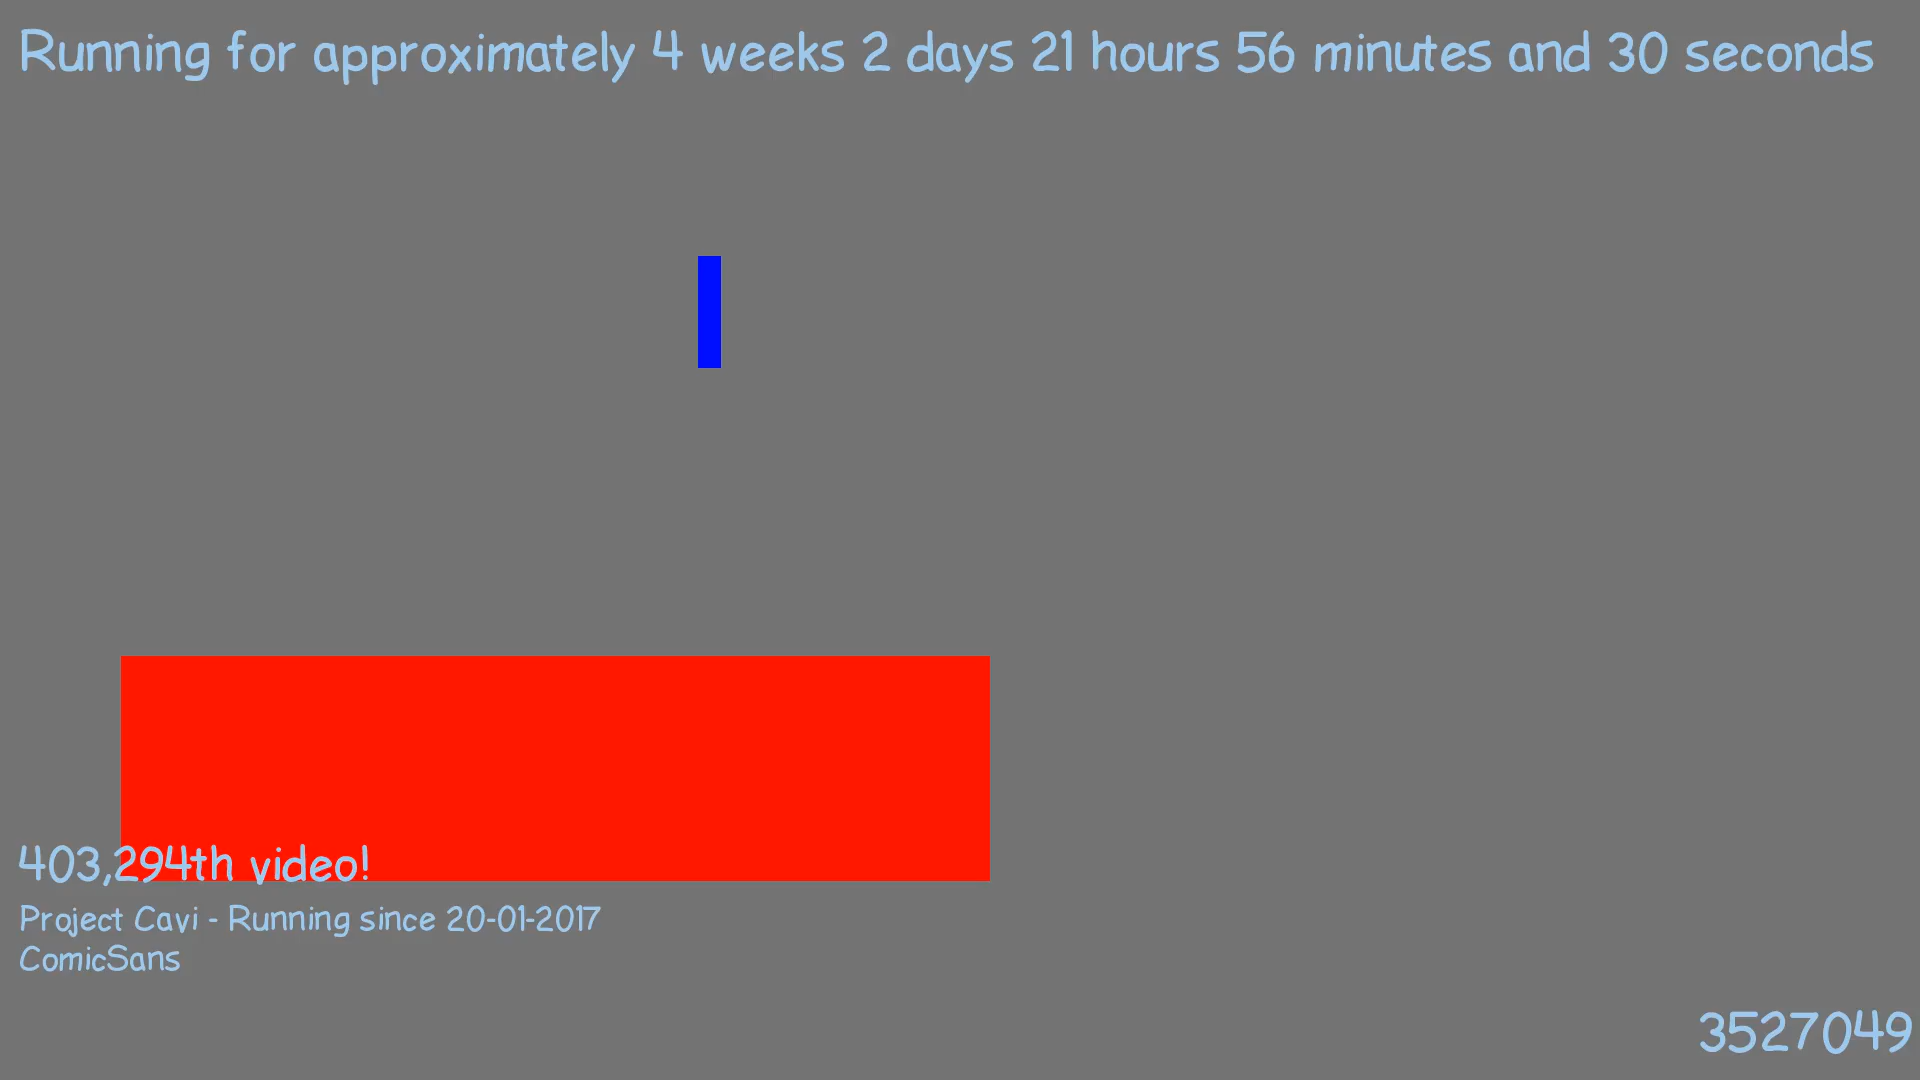 Running for approximately 4 weeks 2 days 21 hours 56 minutes and 30 seconds
403,294th video!
Project Cavi - Running since 20-01-2017
ComicSans
3527049